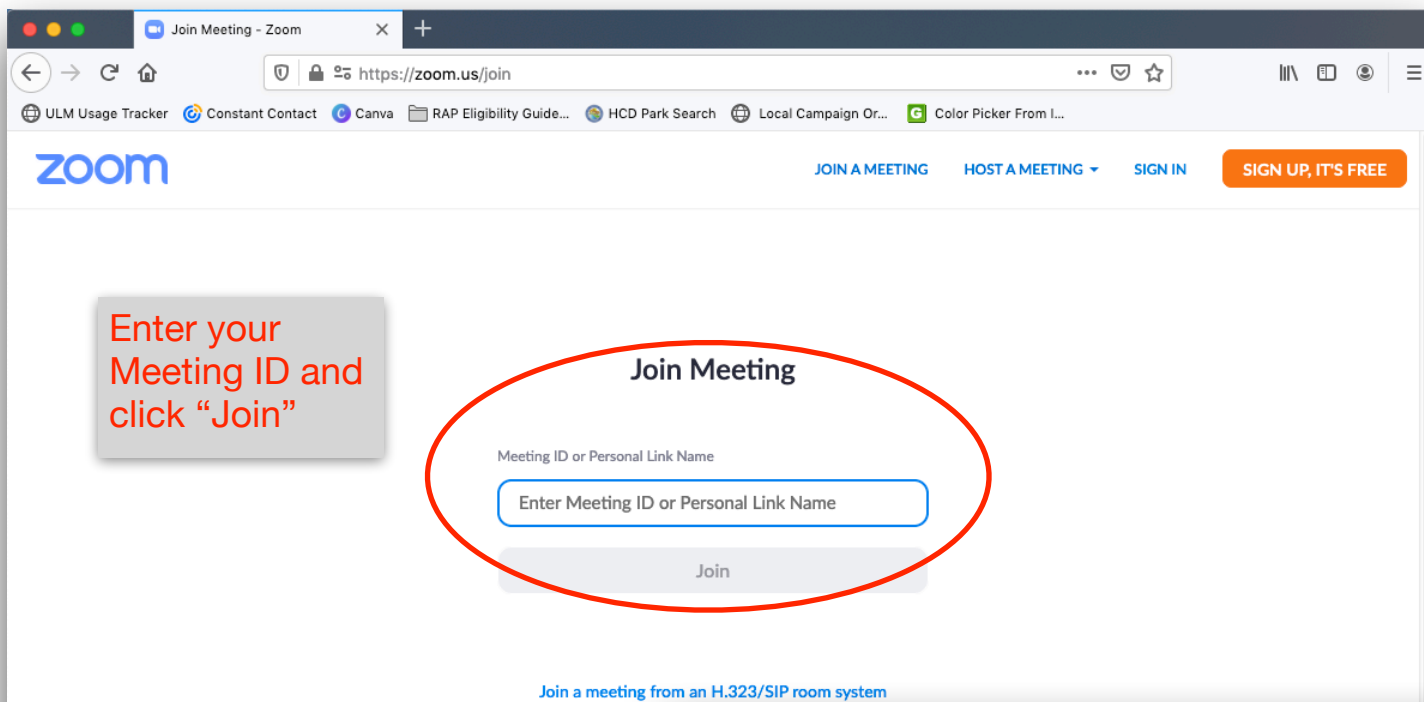 Join Meeting - Zoom
https://zoom.us/join
ULM Usage Tracker Constant Contact Canva RAP Eligibility Guide... HCD Park Search Local Campaign Or... Color Picker From I...
zoom
JOIN A MEETING HOST A MEETING SIGN IN SIGN UP, IT'S FREE
Enter your
Meeting ID and
click “Join”
Join Meeting
Meeting ID or Personal Link Name
Enter Meeting ID or Personal Link Name
Join
Join a meeting from an H.323/SIP room system